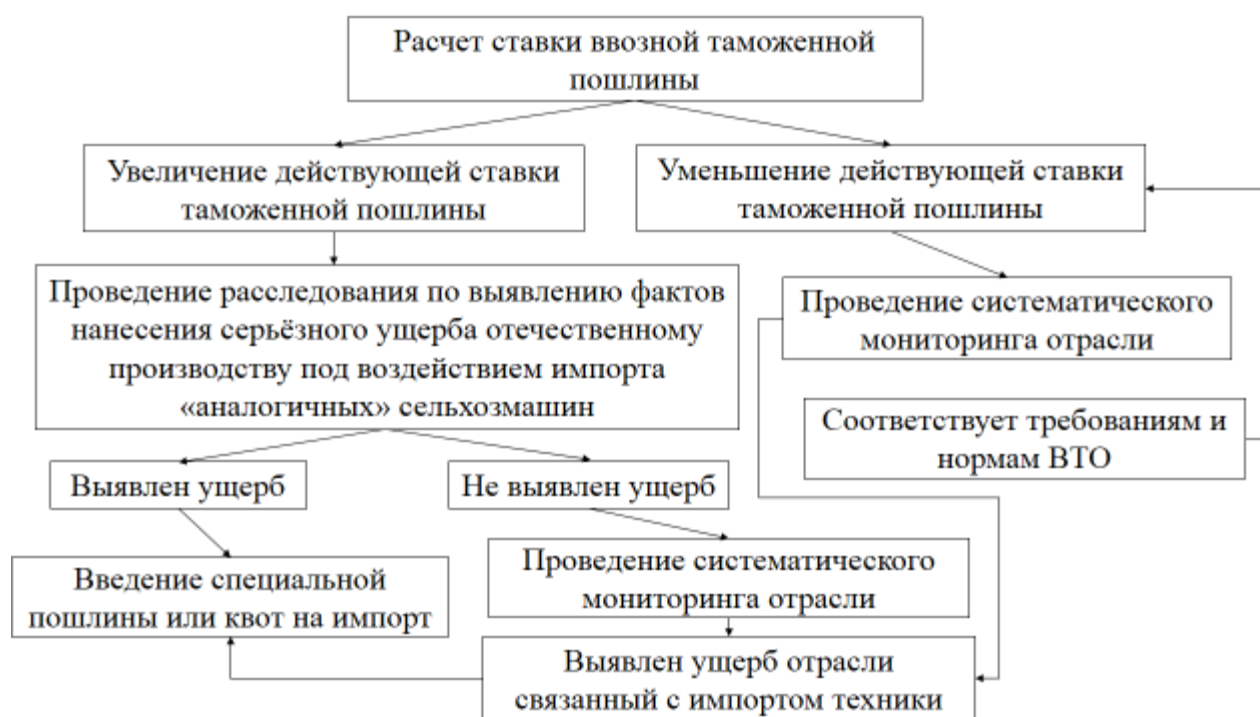 Расчет ставки ввозной таможенной
пошлины
Увеличение действующей ставки
таможенной пошлины
Уменьшение действующей ставки
таможенной пошлины
Проведение расследования по выявлению фактов
нанесения серьёзного ущерба отечественному
производству под воздействием импорта
«аналогичных» сельхозмашин
Проведение систематического
мониторинга отрасли
Соответствует требованиям и
нормам ВТО
Выявлен ущерб
Не выявлен ущерб
Введение специальной
пошлины или квот на импорт
Проведение систематического
мониторинга отрасли
Выявлен ущерб отрасли
связанный с импортом техники